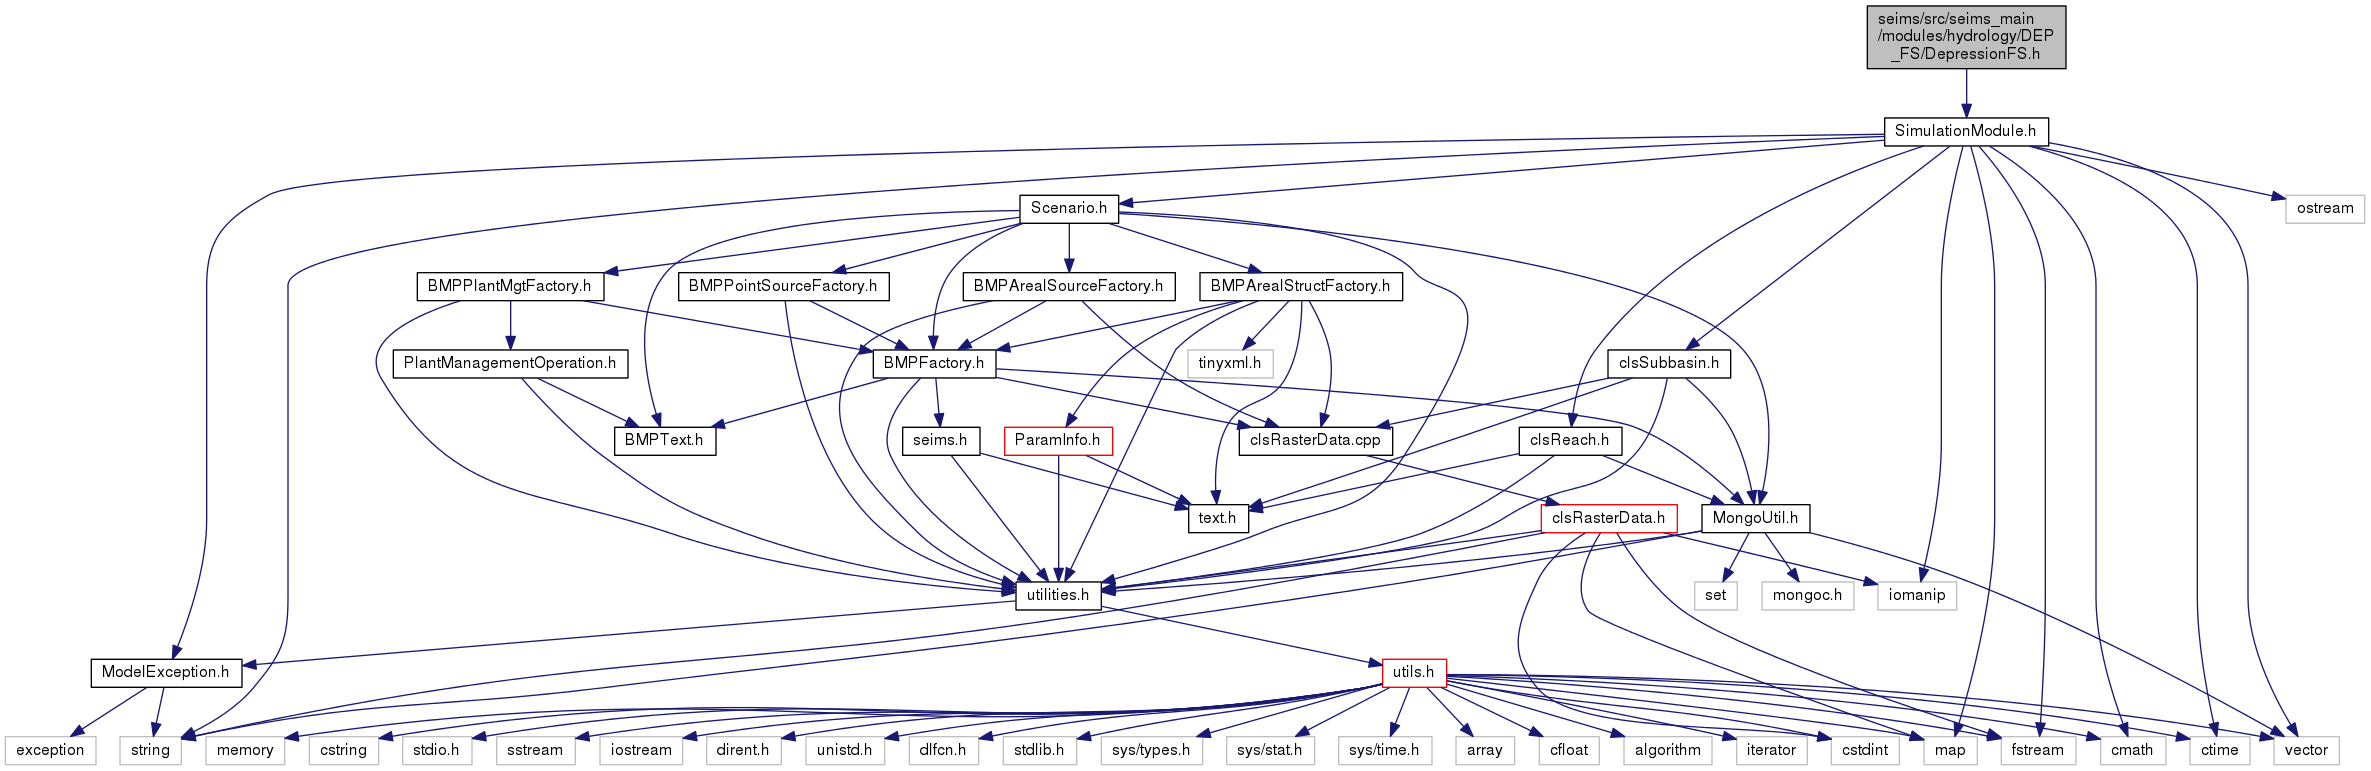 seims/src/seims_main
/modules/hydrology/DEP
_FS/DepressionFS.h
SimulationModule.h
Scenario.h
ostream
BMPPlantMgtFactory.h
BMPPointSourceFactory.h
BMPArealSourceFactory.h
BMPArealStructFactory.h
PlantManagementOperation.h
BMPFactory.h
tinyxml.h
clsSubbasin.h
BMPText.h
seims.h
ParamInfo.h
clsRasterData.cpp
clsReach.h
text.h
clsRasterData.h
MongoUtil.h
utilities.h
set
mongoc.h
iomanip
ModelException.h
utils.h
exception
string
memory
cstring
stdio.h
sstream
iostream
dirent.h
unistd.h
dlfcn.h
stdlib.h
sys/types.h
sys/stat.h
sys/time.h
array
cfloat
algorithm
iterator
cstdint
map
fstream
cmath
ctime
vector